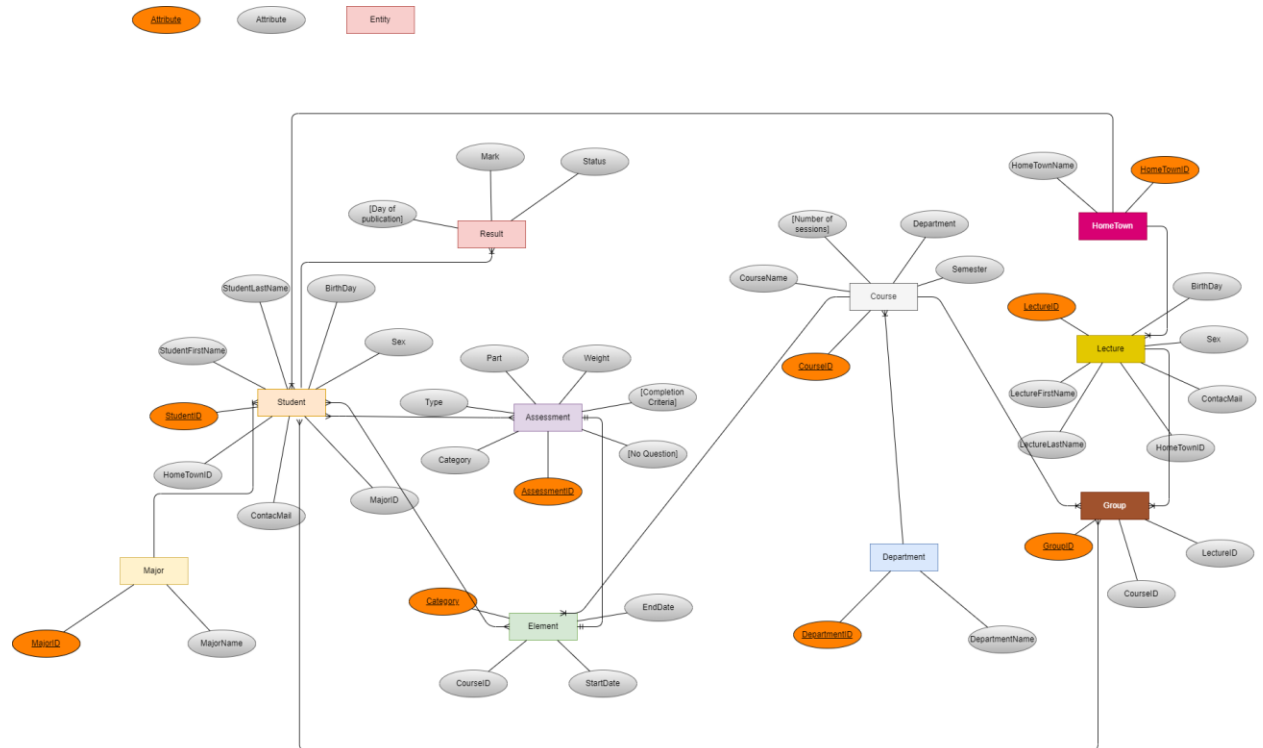 Attribute
Attribute
Entity
Mark
Status
[Day of
publication]
Result
HomeTownName
HomeTownID
HomeTown
[Number of
sessions]
Department
CourseName
Semester
Course
CourseID
StudentLastName
BirthDay
StudentFirstName
Sex
Student
StudentID
HomeTownID
ContacMail
MajorID
Part
Weight
Type
[Completion
Criteria]
Assessment
Category
[No Question]
AssessmentID
LectureID
BirthDay
Lecture
Sex
LectureFirstName
ContacMail
LectureLastName
HomeTownID
Group
GroupID
LectureID
CourseID
Major
MajorID
MajorName
Category
EndDate
Element
CourseID
StartDate
Department
DepartmentID
DepartmentName